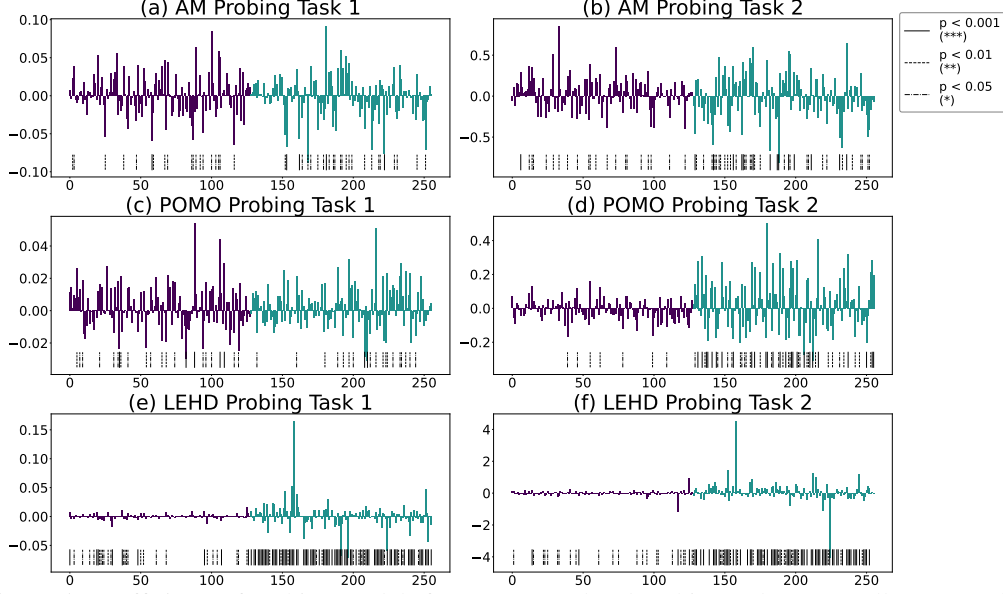 (a) AM Probing Task 1
(b) AM Probing Task 2
0.10
0.05
0.00
−0.05
−0.10
0 50 100 150 200 250
0.5
0.0
−0.5
0 50 100 150 200 250
p < 0.001
(***)
p < 0.01
(**)
p < 0.05
(*)
(c) POMO Probing Task 1
(d) POMO Probing Task 2
0.04
0.02
0.00
−0.02
0 50 100 150 200 250
0.4
0.2
0.0
−0.2
0 50 100 150 200 250
(e) LEHD Probing Task 1
(f) LEHD Probing Task 2
0.15
0.10
0.05
0.00
−0.05
0 50 100 150 200 250
4
2
0
−2
−4
0 50 100 150 200 250